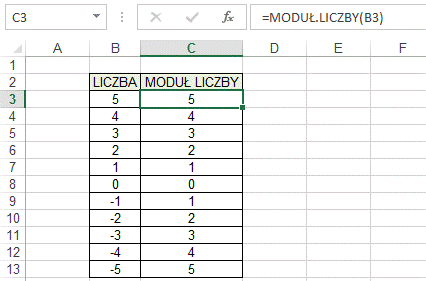 C3 fx =MODUŁ.LICZBY(B3)
A B C D E F
1
2 LICZBA MODUŁ LICZBY
3 5 5
4 4 4
5 3 3
6 2 2
7 1 1
8 0 0
9 -1 1
10 -2 2
11 -3 3
12 -4 4
13 -5 5